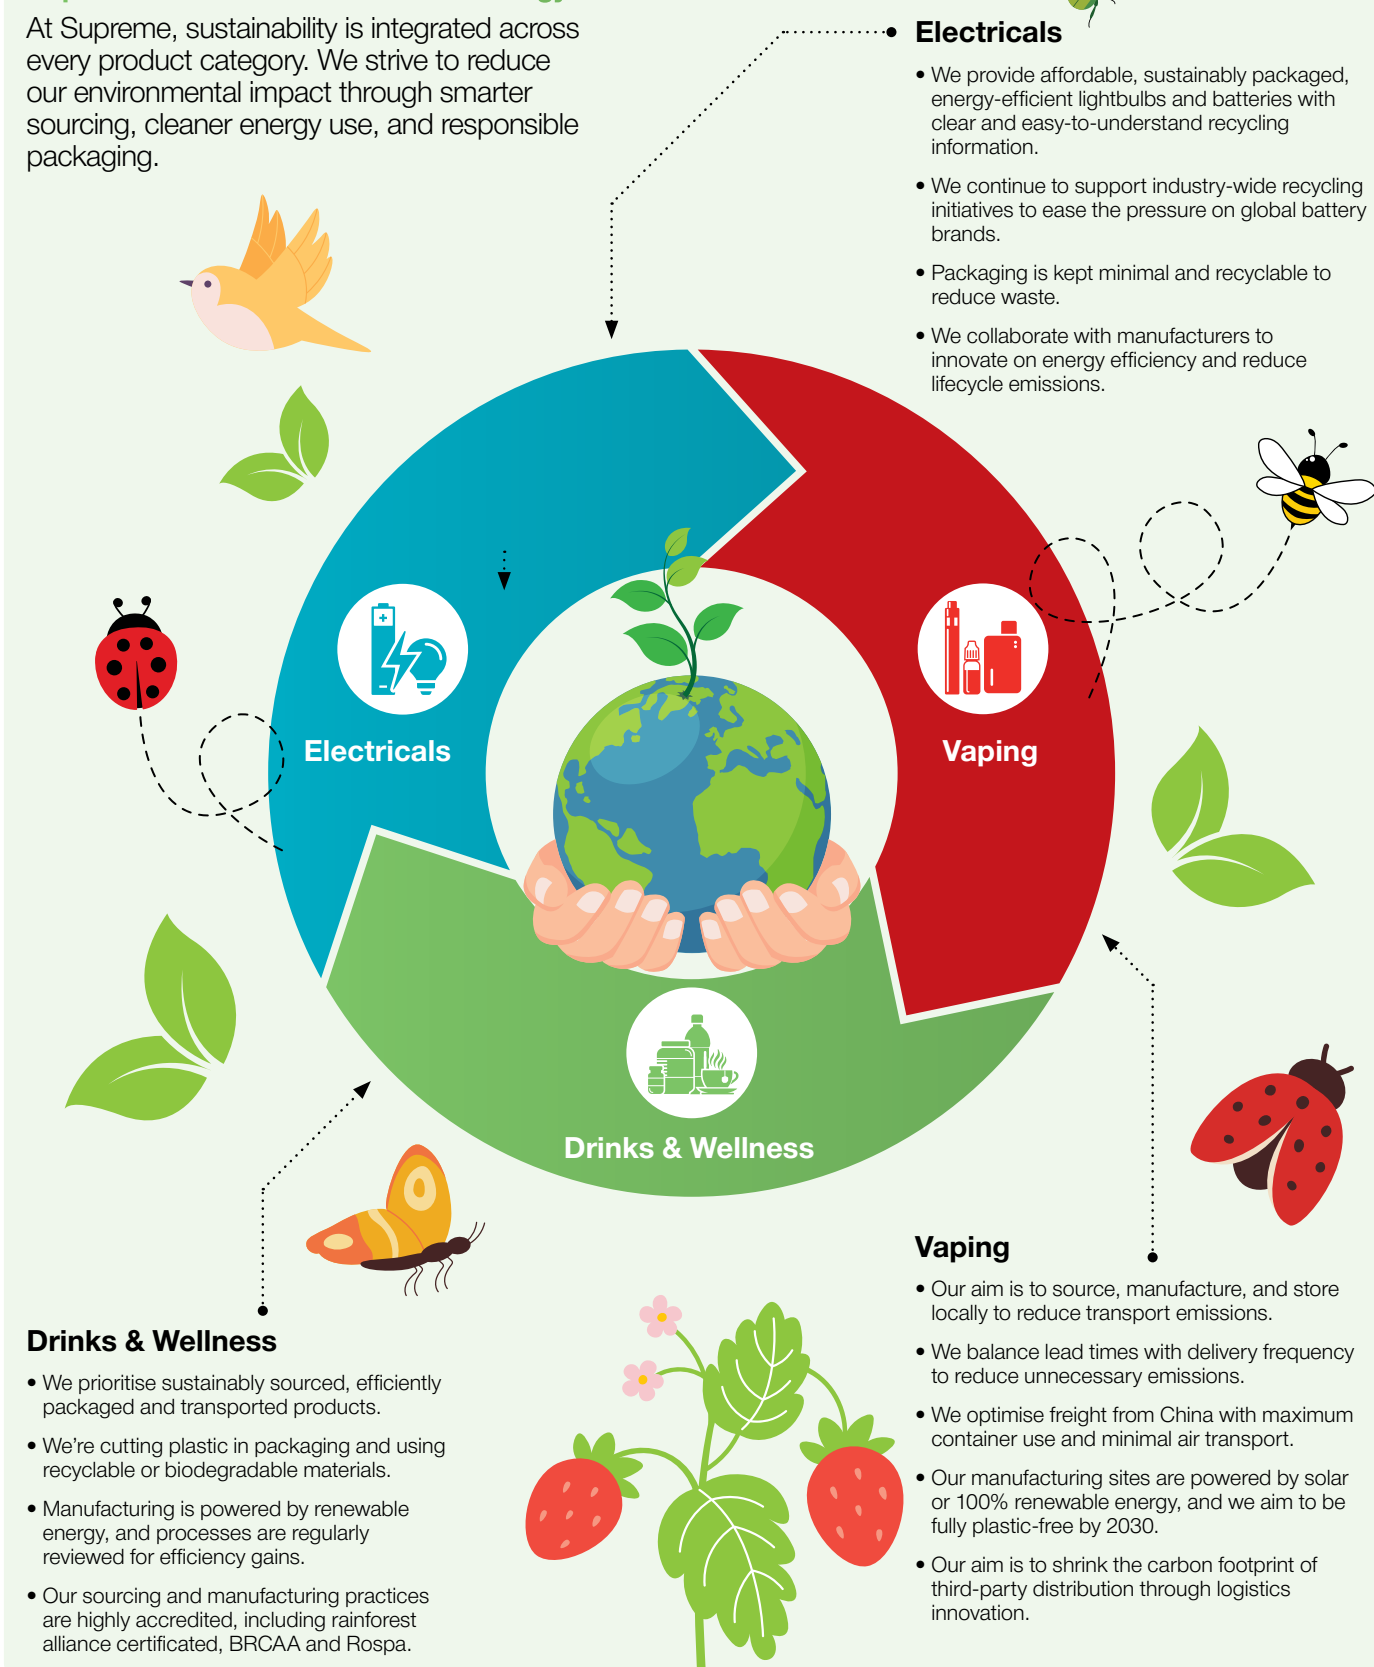 At Supreme, sustainability is integrated across
every product category. We strive to reduce
our environmental impact through smarter
sourcing, cleaner energy use, and responsible
packaging.
Electricals
• We provide affordable, sustainably packaged,
energy-efficient lightbulbs and batteries with
clear and easy-to-understand recycling
information.
• We continue to support industry-wide recycling
initiatives to ease the pressure on global battery
brands.
• Packaging is kept minimal and recyclable to
reduce waste.
• We collaborate with manufacturers to
innovate on energy efficiency and reduce
lifecycle emissions.
Electricals
Vaping
Drinks & Wellness
Drinks & Wellness
• We prioritise sustainably sourced, efficiently
packaged and transported products.
• We're cutting plastic in packaging and using
recyclable or biodegradable materials.
• Manufacturing is powered by renewable
energy, and processes are regularly
reviewed for efficiency gains.
• Our sourcing and manufacturing practices
are highly accredited, including rainforest
alliance certificated, BRCAA and Rospa.
Vaping
• Our aim is to source, manufacture, and store
locally to reduce transport emissions.
• We balance lead times with delivery frequency
to reduce unnecessary emissions.
• We optimise freight from China with maximum
container use and minimal air transport.
• Our manufacturing sites are powered by solar
or 100% renewable energy, and we aim to be
fully plastic-free by 2030.
• Our aim is to shrink the carbon footprint of
third-party distribution through logistics
innovation.